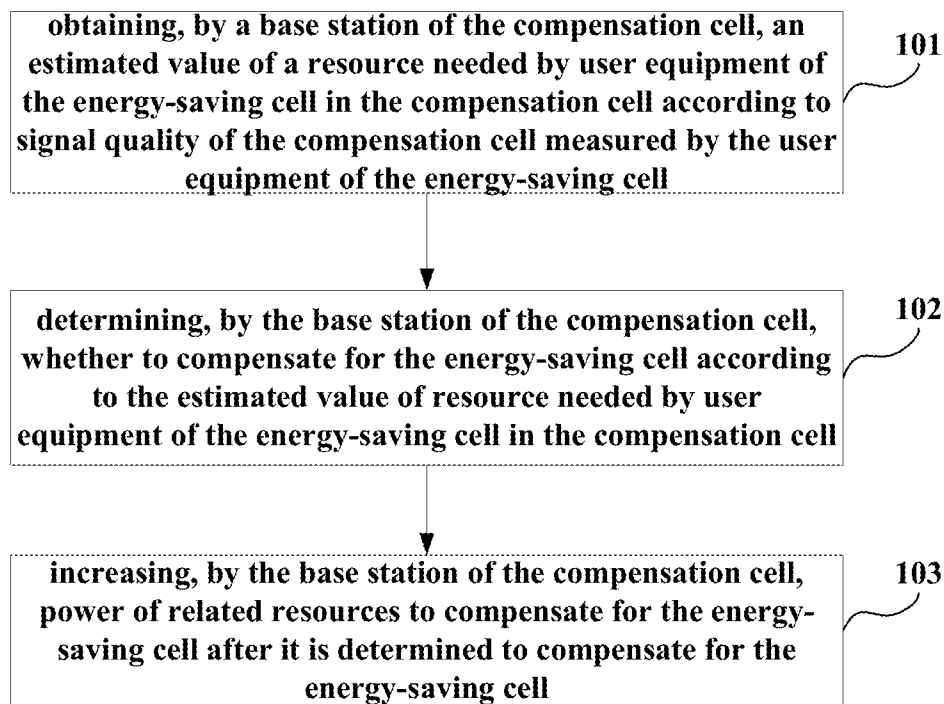 obtaining, by a base station of the compensation cell, an
estimated value of a resource needed by user equipment of
the energy-saving cell in the compensation cell according to
signal quality of the compensation cell measured by the user
equipment of the energy-saving cell
101
determining, by the base station of the compensation cell,
whether to compensate for the energy-saving cell according
to the estimated value of resource needed by user
equipment of the energy-saving cell in the compensation cell
102
increasing, by the base station of the compensation cell,
power of related resources to compensate for the energy-
saving cell after it is determined to compensate for the
energy-saving cell
103